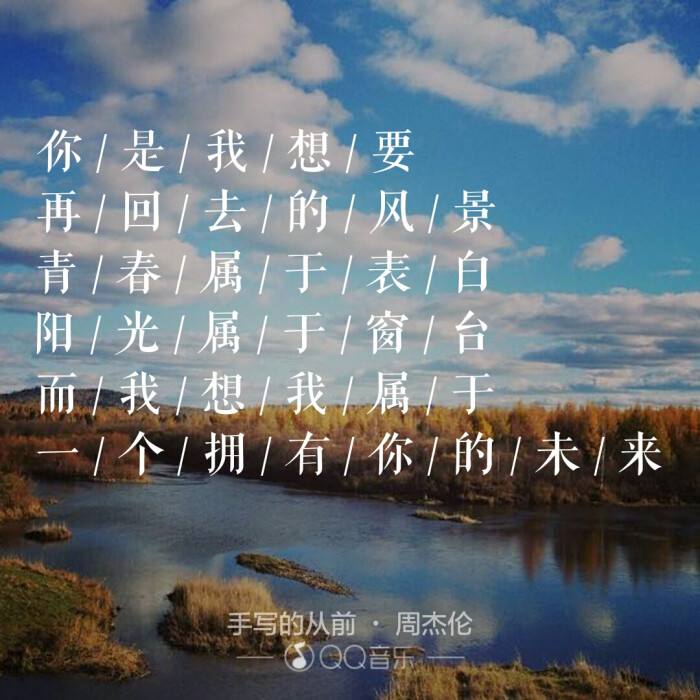 你/是/我/想/要
再/回/去/的/风/景
青/春/属/于/表/白
阳/光/属/于/窗/台
而/我/想/我/属/于
一/个/拥/有/你/的/未/来
手写的从前 · 周杰伦
QQ音乐